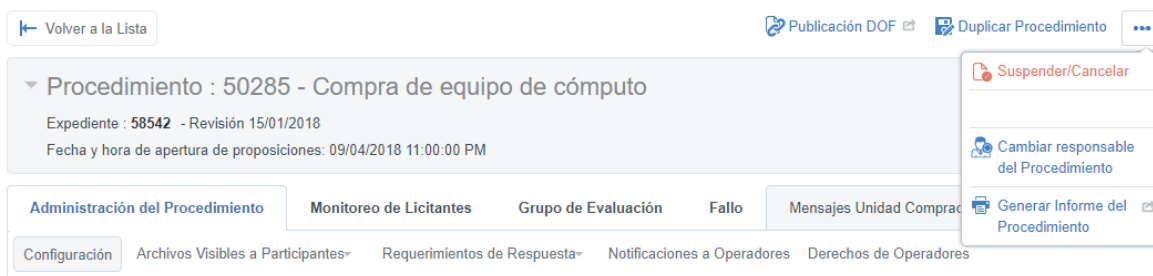 Volver a la Lista
Publicación DOF
Duplicar Procedimiento
Suspender/Cancelar
Procedimiento : 50285 - Compra de equipo de cómputo
Expediente : 58542 - Revisión 15/01/2018
Fecha y hora de apertura de proposiciones: 09/04/2018 11:00:00 PM
Cambiar responsable
del Procedimiento
Generar Informe del
Procedimiento
Administración del Procedimiento
Monitoreo de Licitantes
Grupo de Evaluación
Fallo
Mensajes Unidad Comprad
Configuración
Archivos Visibles a Participantes
Requerimientos de Respuesta
Notificaciones a Operadores
Derechos de Operadores